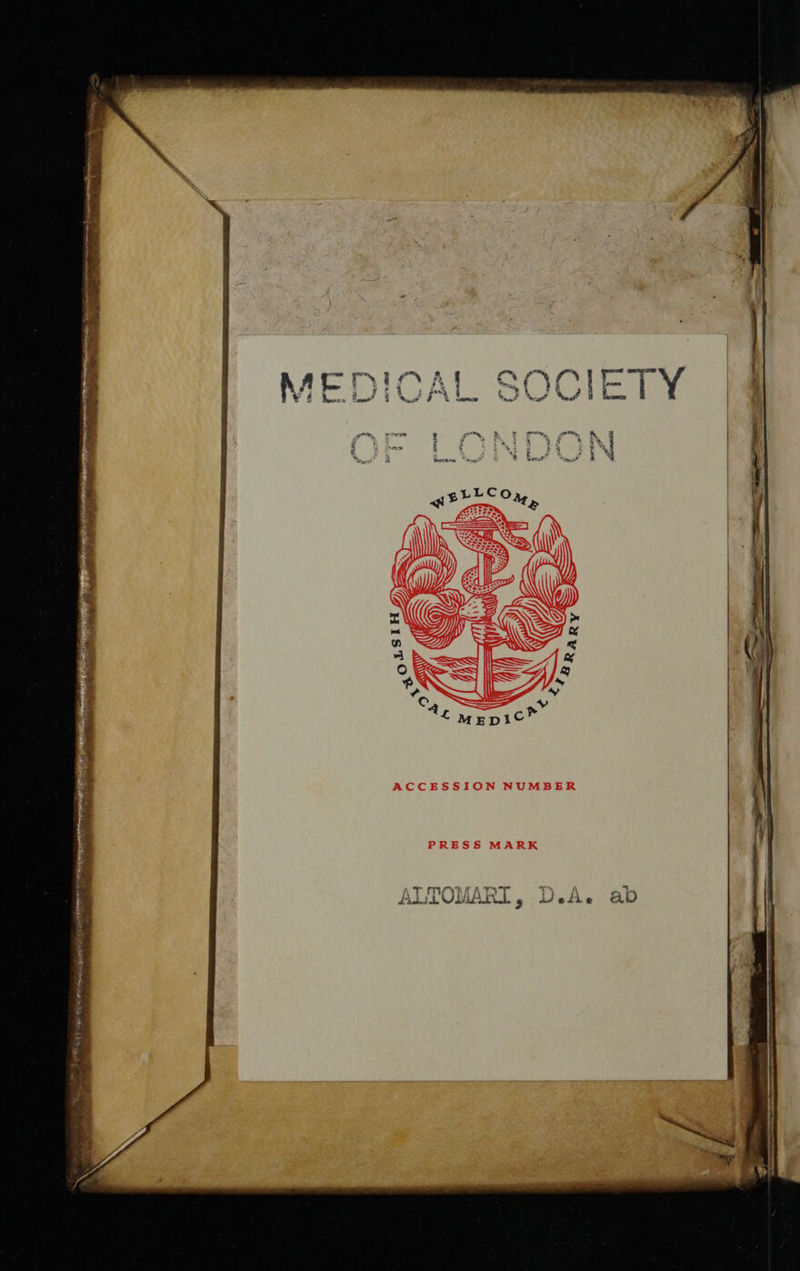 MEDICAL SOCIETY
OF LONDON
WELLCOME
HISTORICAL MEDICAL LIBRARY
ACCESSION NUMBER
PRESS MARK
ALTOMARI, D.A. ab